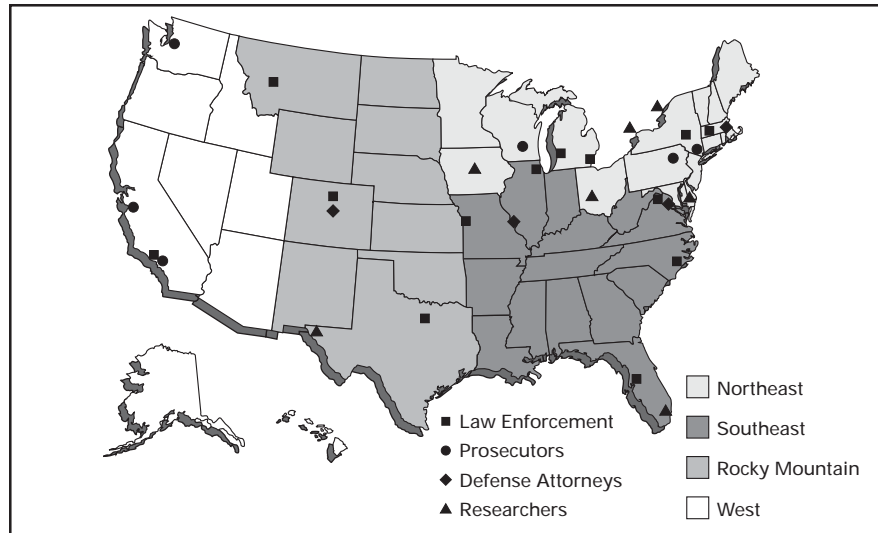 Law Enforcement
Prosecutors
Defense Attorneys
Researchers
Northeast
Southeast
Rocky Mountain
West